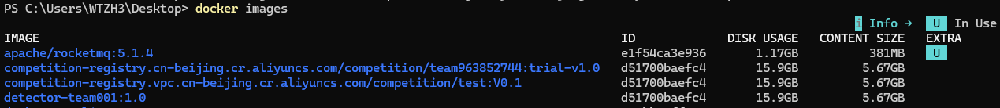 PS C:\Users\WTZH3\Desktop> docker images
i Info → U In Use
IMAGE ID DISK USAGE CONTENT SIZE EXTRA
apache/rocketmq:5.1.4 e1f54ca3e936 1.17GB 381MB U
competition-registry.cn-beijing.cr.aliyuncs.com/competition/team963852744:trial-v1.0 d51700baefc4 15.9GB 5.67GB
competition-registry.vpc.cn-beijing.cr.aliyuncs.com/competition/test:V0.1 d51700baefc4 15.9GB 5.67GB
detector-team001:1.0 d51700baefc4 15.9GB 5.67GB